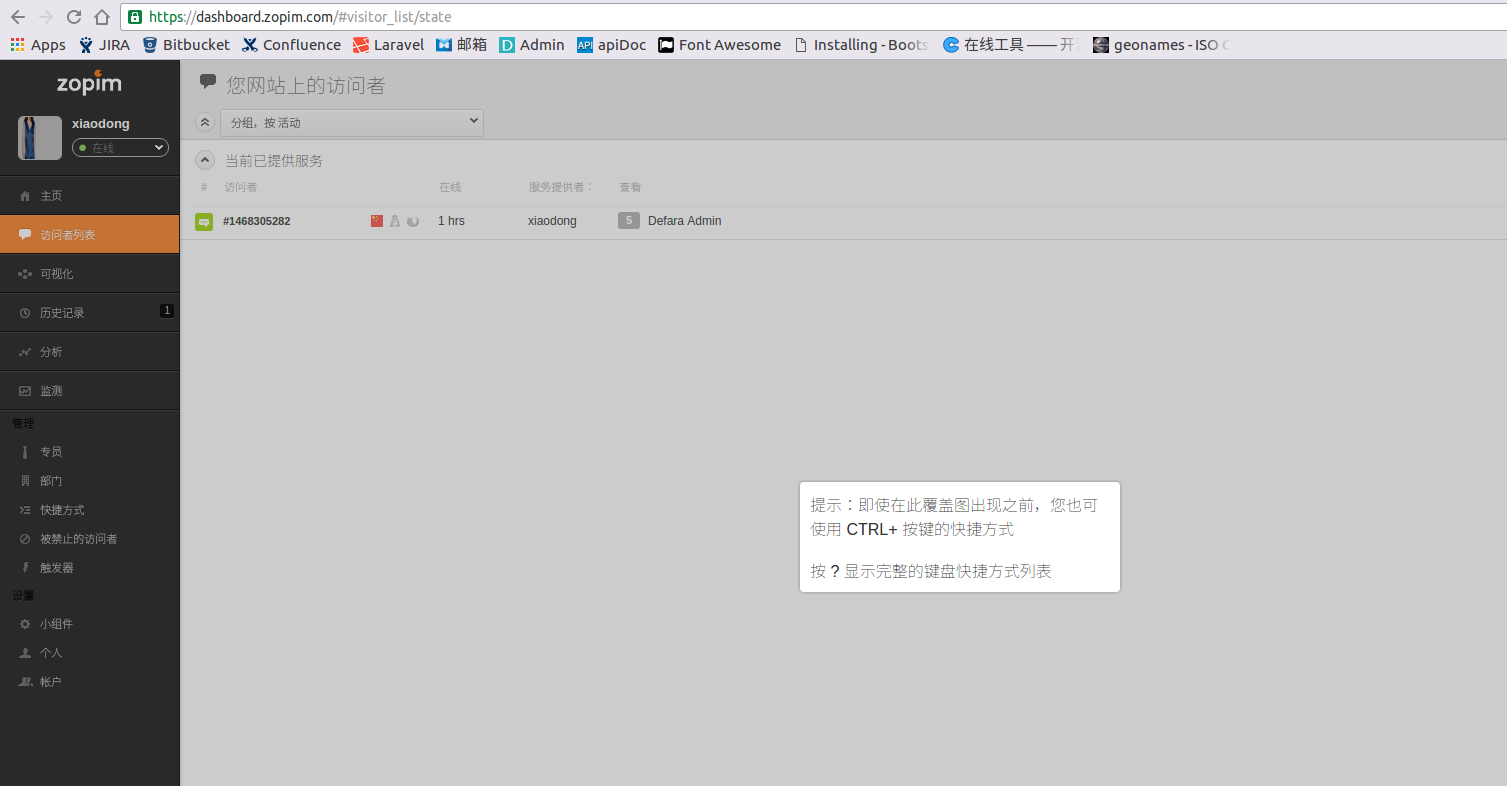 https://dashboard.zopim.com/#visitor_list/state
Apps JIRA Bitbucket Confluence Laravel 邮箱 Admin apiDoc Font Awesome Installing - Boots 在线工具 —— 开 geonames - ISO C
zopim
xiaodong
在线
主页
访问者列表
可视化
历史记录 1
分析
监测
管理
专员
部门
快捷方式
被禁止的访问者
触发器
设置
小组件
个人
帐户
您网站上的访问者
分组，按 活动
当前已提供服务
# 访问者 在线 服务提供者： 查看
#1468305282 1 hrs xiaodong 5 Defara Admin
提示：即使在此覆盖图出现之前，您也可
使用 CTRL+ 按键的快捷方式
按 ? 显示完整的键盘快捷方式列表